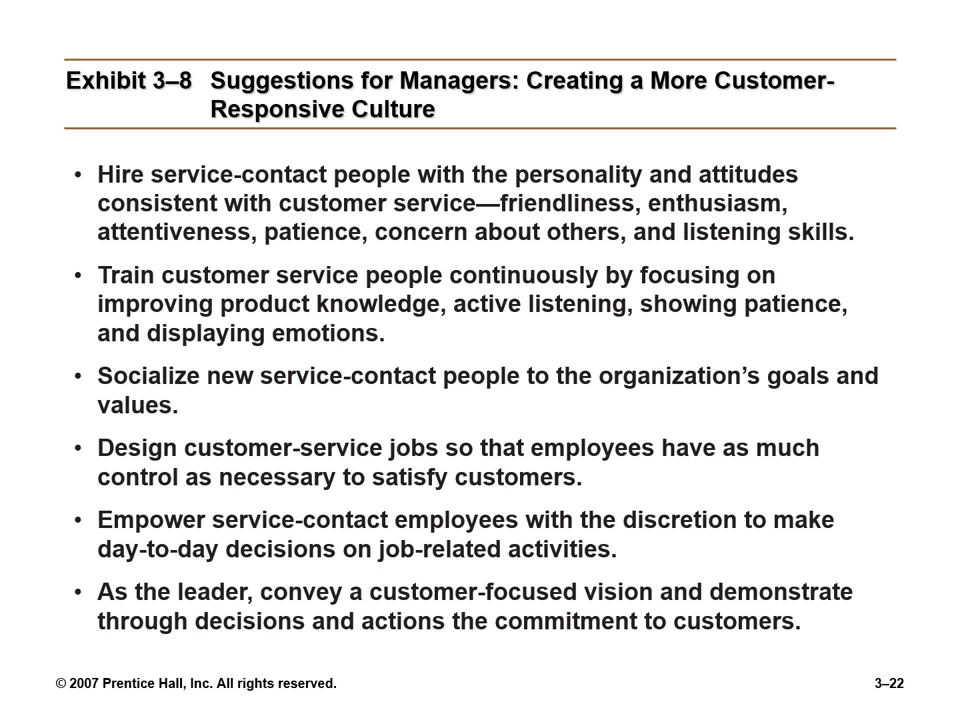 Exhibit 3–8 Suggestions for Managers: Creating a More Customer-
Responsive Culture
• Hire service-contact people with the personality and attitudes
consistent with customer service—friendliness, enthusiasm,
attentiveness, patience, concern about others, and listening skills.
• Train customer service people continuously by focusing on
improving product knowledge, active listening, showing patience,
and displaying emotions.
• Socialize new service-contact people to the organization’s goals and
values.
• Design customer-service jobs so that employees have as much
control as necessary to satisfy customers.
• Empower service-contact employees with the discretion to make
day-to-day decisions on job-related activities.
• As the leader, convey a customer-focused vision and demonstrate
through decisions and actions the commitment to customers.
© 2007 Prentice Hall, Inc. All rights reserved. 3–22